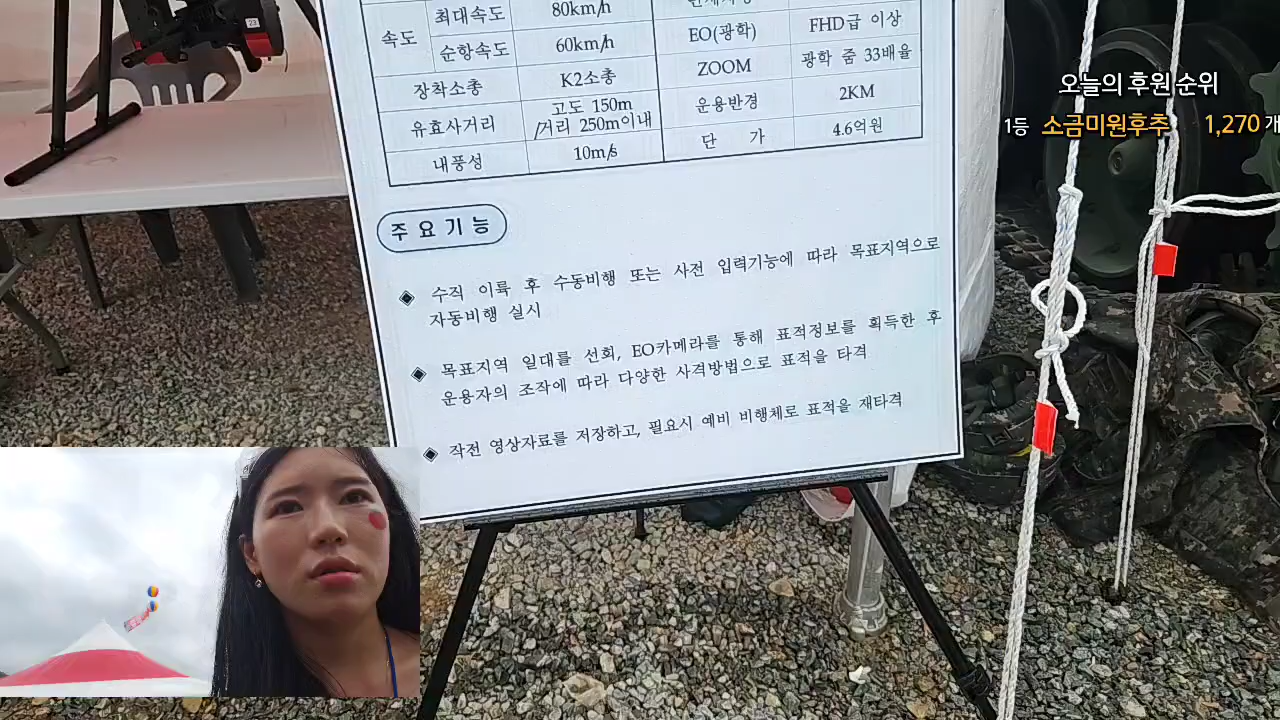 속도 최대속도 80km/h
순항속도 60km/h
장착소총 K2소총
유효사거리 고도 150m
/거리 250m이내
내풍성 10m/s
EO(광학) FHD급 이상
ZOOM 광학 줌 33배율
운용반경 2KM
단 가 4.6억원
주요기능
◈ 수직 이륙 후 수동비행 또는 사전 입력기능에 따라 목표지역으로
자동비행 실시
◈ 목표지역 일대를 선회, EO카메라를 통해 표적정보를 획득한 후
운용자의 조작에 따라 다양한 사격방법으로 표적을 타격
◈ 작전 영상자료를 저장하고, 필요시 예비 비행체로 표적을 재타격
오늘의 후원 순위
1등 소금미원후추 1,270 개
23